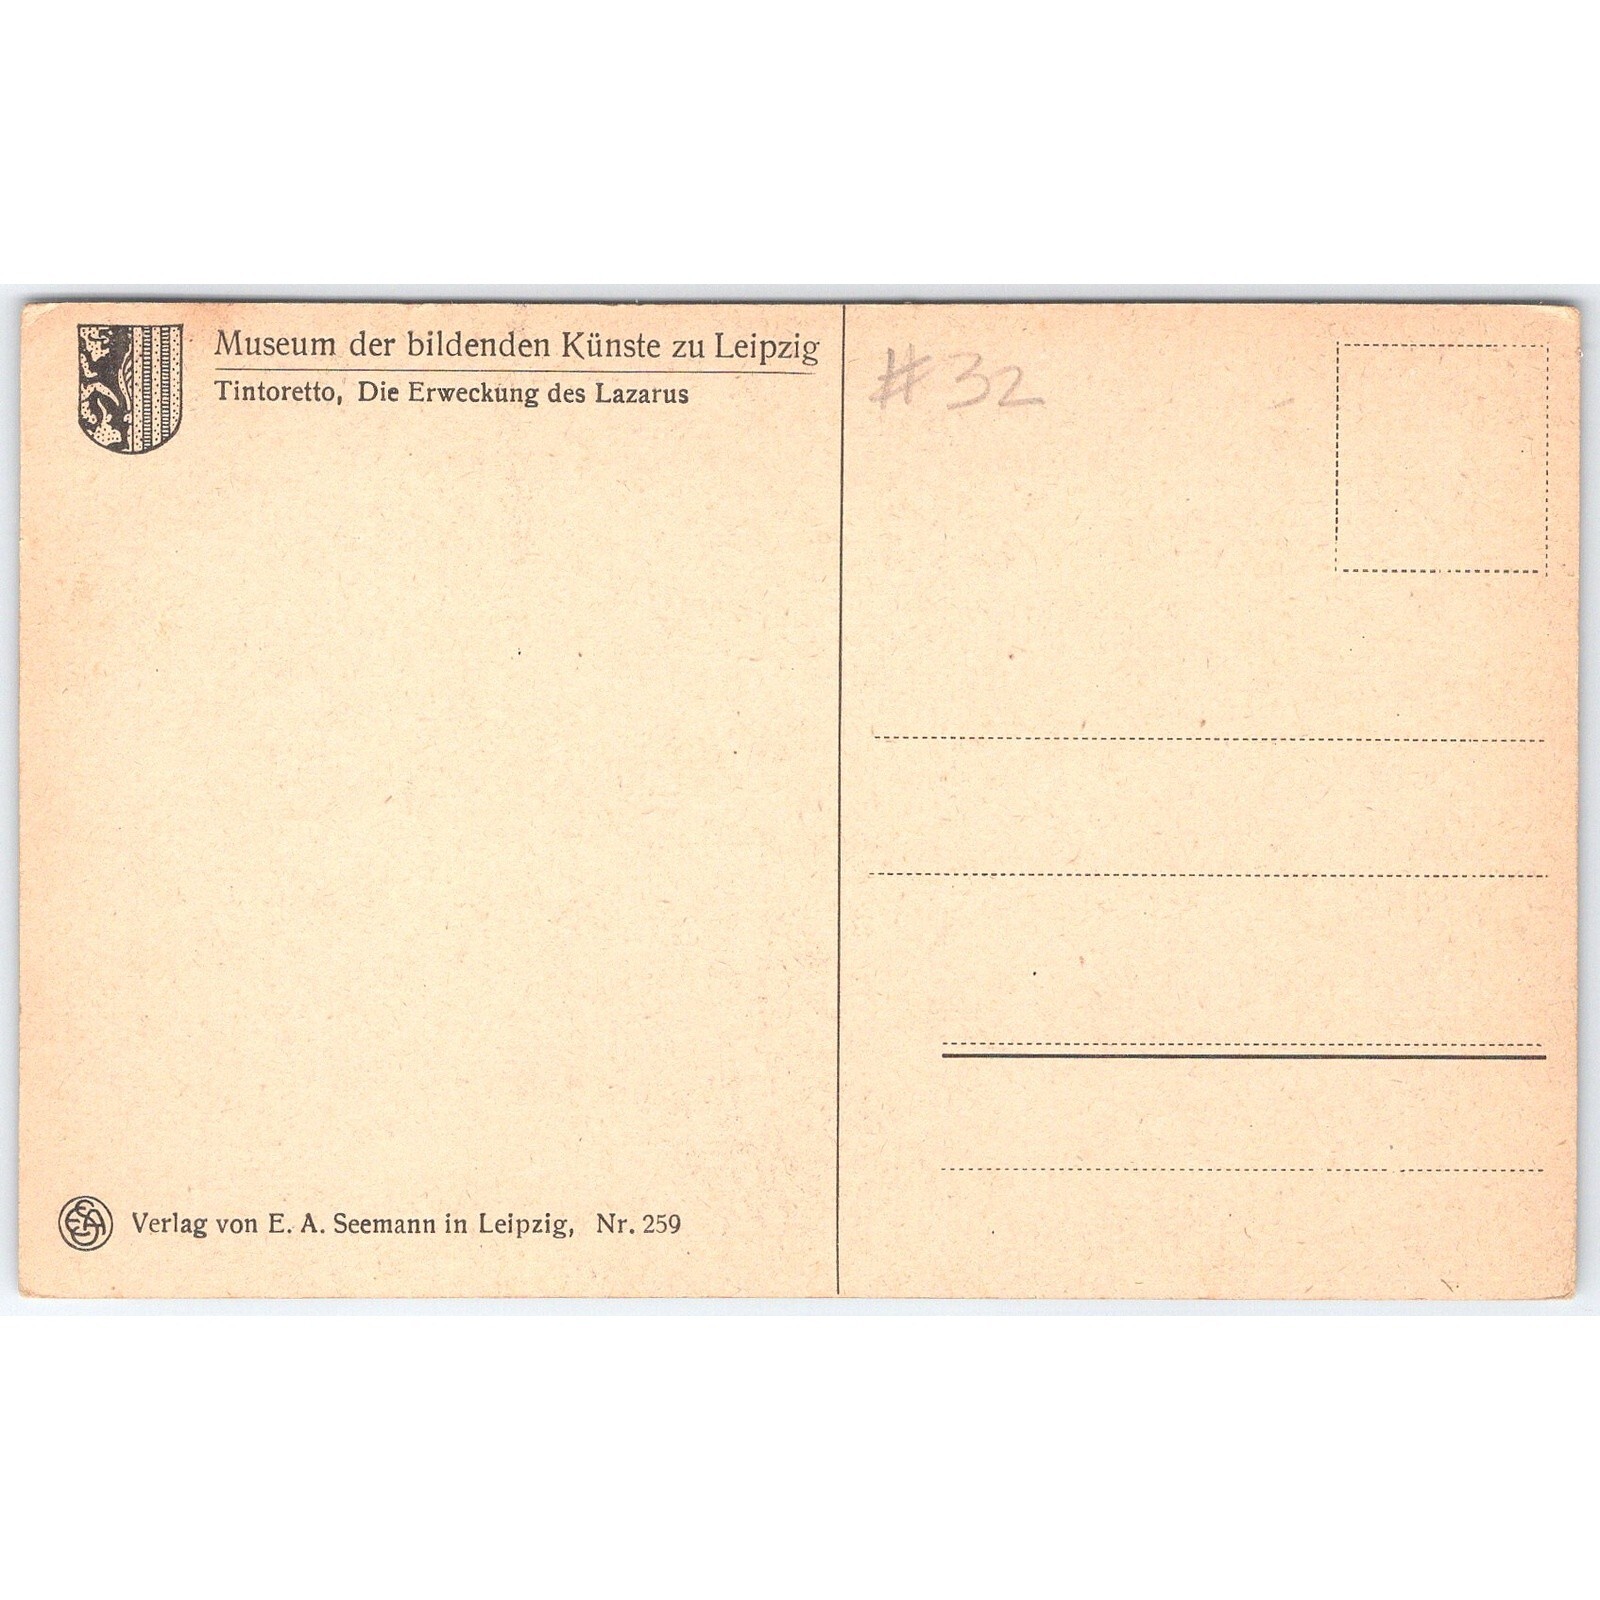 Museum der bildenden Künste zu Leipzig
Tintoretto, Die Erweckung des Lazarus
#32
Verlag von E. A. Seemann in Leipzig, Nr. 259